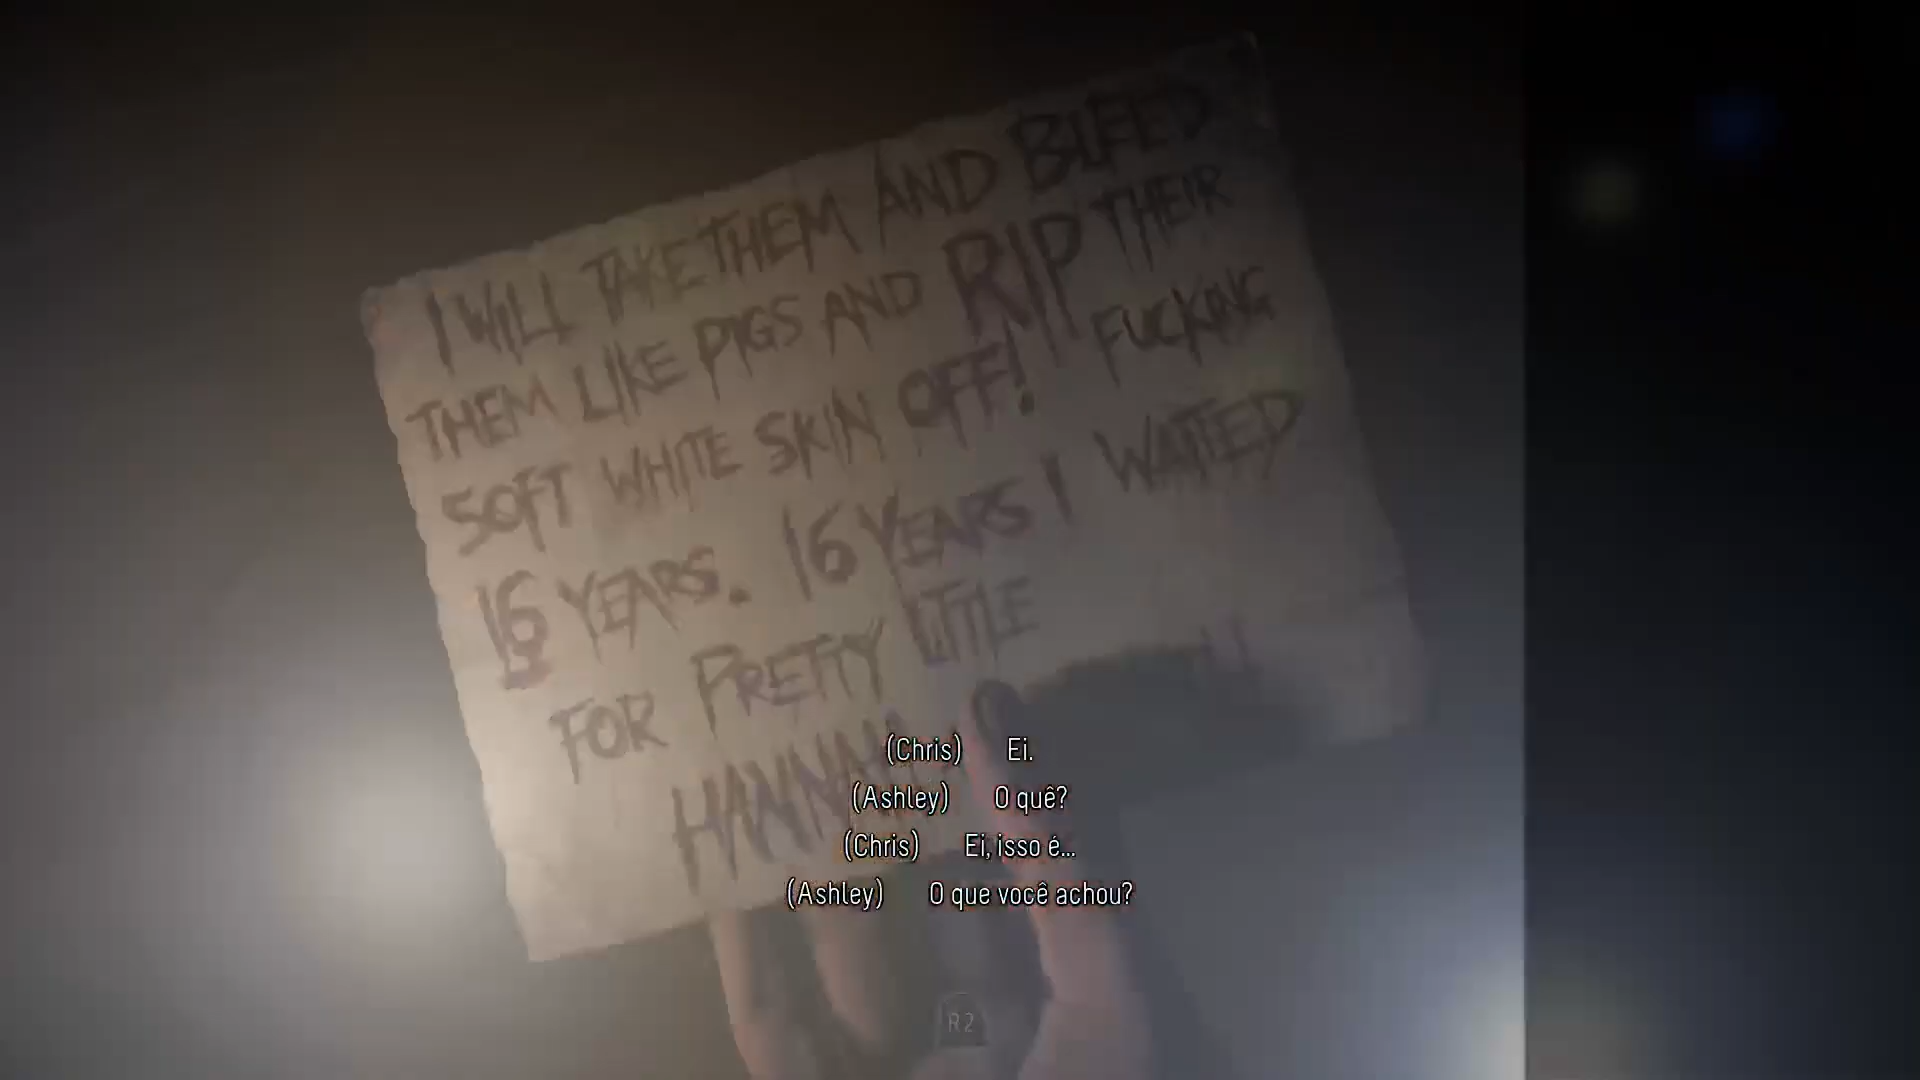 I WILL TAKE THEM AND BLEED
THEM LIKE PIGS AND RIP THEIR
SOFT WHITE SKIN OFF! FUCKING
16 YEARS. 16 YEARS I WAITED
FOR PRETTY LITTLE
HANNAH
(Chris) Ei.
(Ashley) O quê?
(Chris) Ei, isso é...
(Ashley) O que você achou?
R2